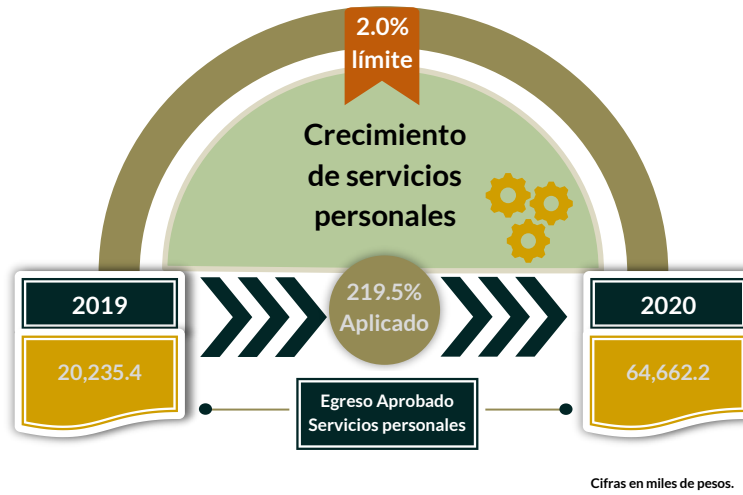 2.0%
límite
Crecimiento
de servicios
personales
2019
219.5%
Aplicado
2020
20,235.4
64,662.2
Egreso Aprobado
Servicios personales
Cifras en miles de pesos.